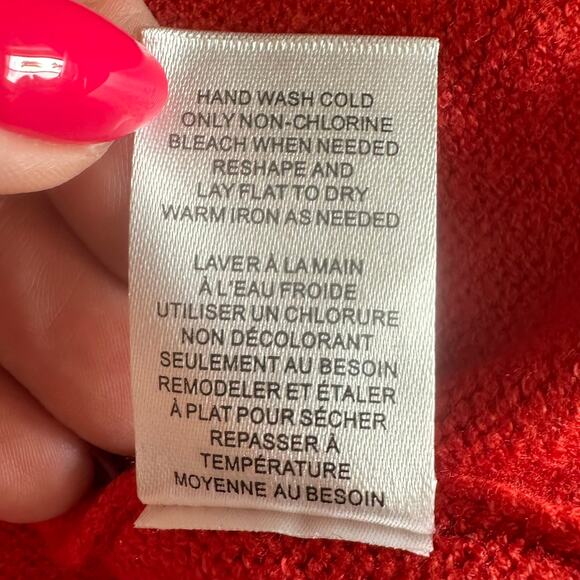 HAND WASH COLD
ONLY NON-CHLORINE
BLEACH WHEN NEEDED
RESHAPE AND
LAY FLAT TO DRY
WARM IRON AS NEEDED
LAVER À LA MAIN
À L'EAU FROIDE
UTILISER UN CHLORURE
NON DÉCOLORANT
SEULEMENT AU BESOIN
REMODELER ET ÉTALER
À PLAT POUR SÉCHER
REPASSER À
TEMPÉRATURE
MOYENNE AU BESOIN